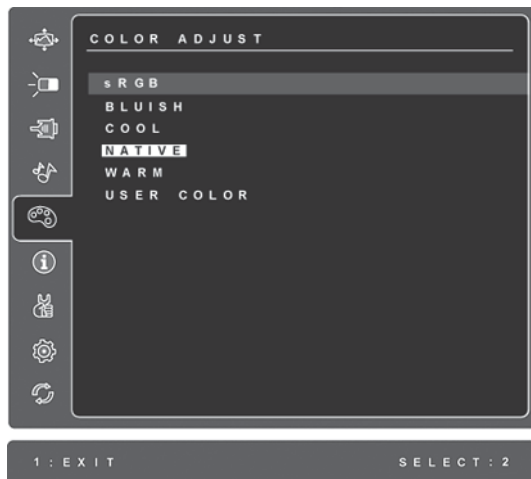 COLOR ADJUST
sRGB
BLUISH
COOL
NATIVE
WARM
USER COLOR
1:EXIT SELECT:2